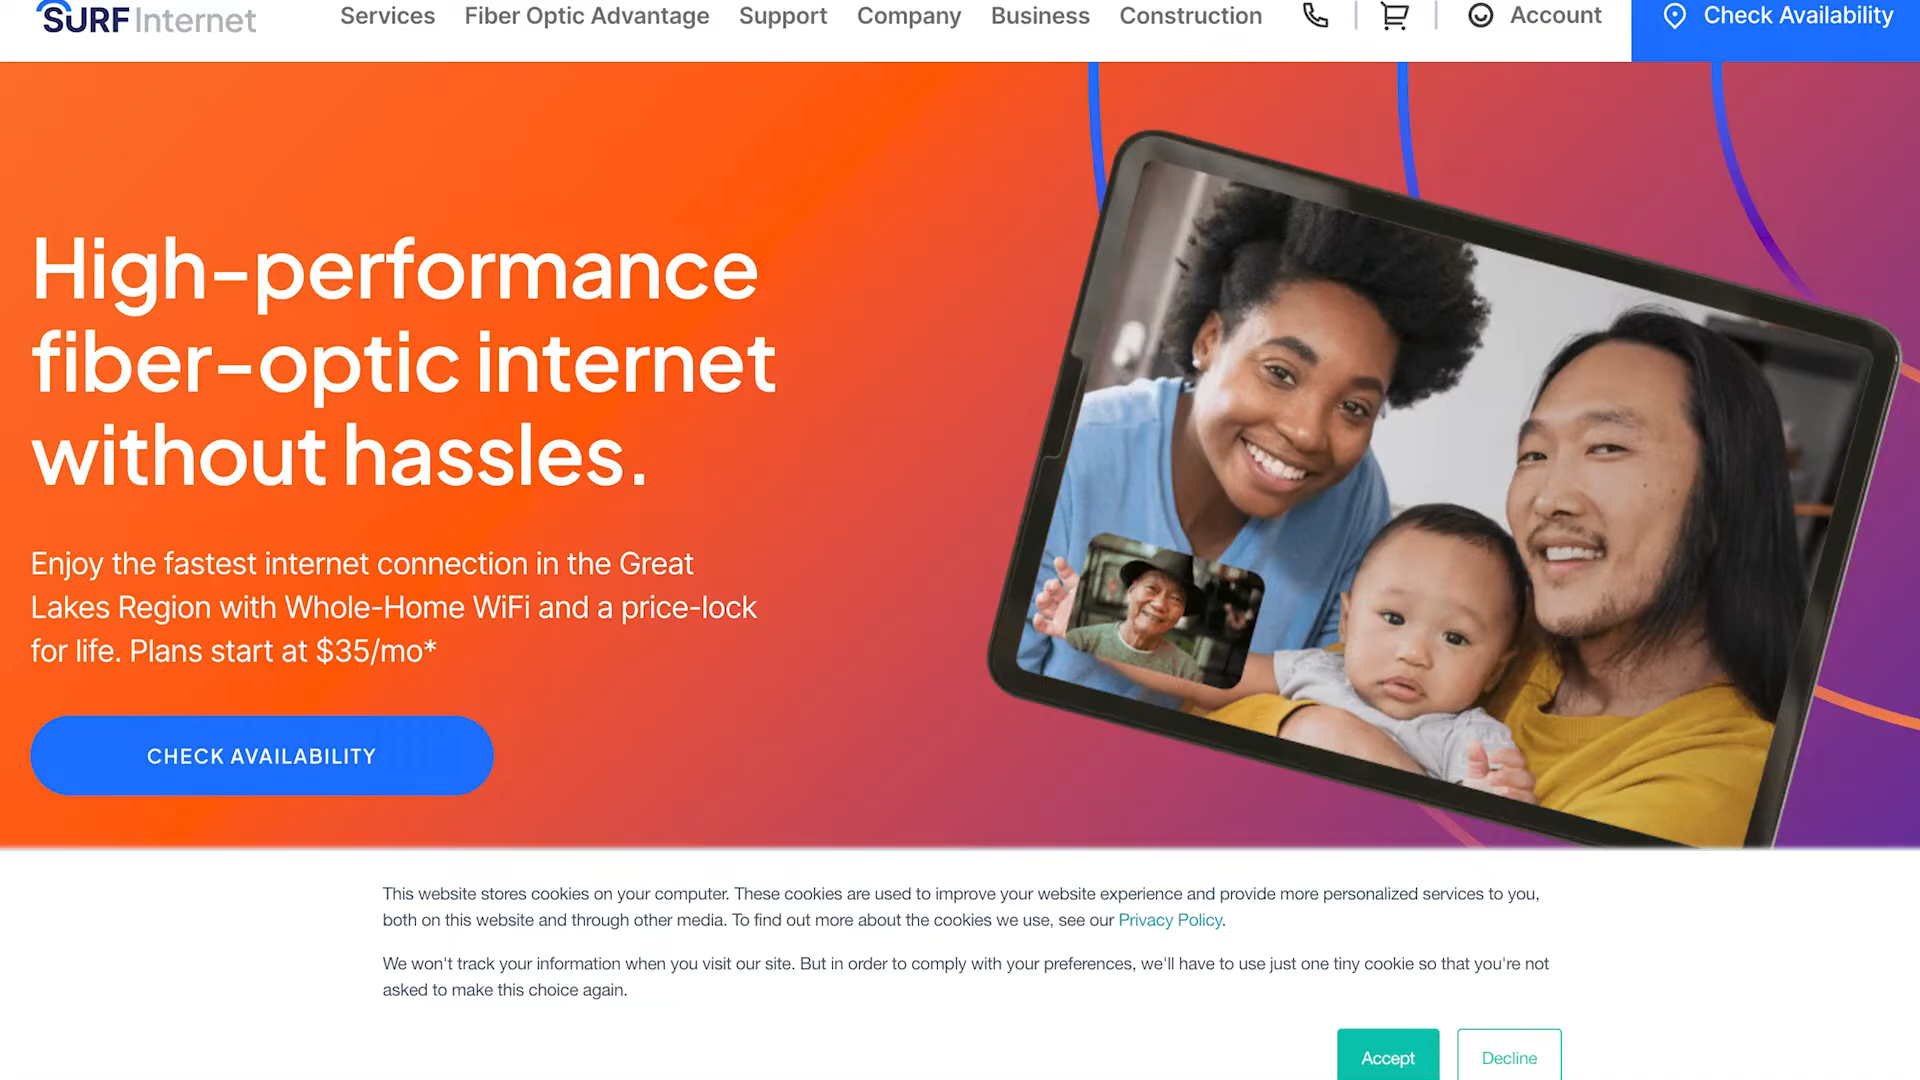 SURF Internet
Services
Fiber Optic Advantage
Support
Company
Business
Construction
Account
Check Availability
High-performance
fiber-optic internet
without hassles.
Enjoy the fastest internet connection in the Great
Lakes Region with Whole-Home WiFi and a price-lock
for life. Plans start at $35/mo*
CHECK AVAILABILITY
This website stores cookies on your computer. These cookies are used to improve your website experience and provide more personalized services to you,
both on this website and through other media. To find out more about the cookies we use, see our Privacy Policy.
We won't track your information when you visit our site. But in order to comply with your preferences, we'll have to use just one tiny cookie so that you're not
asked to make this choice again.
Accept
Decline